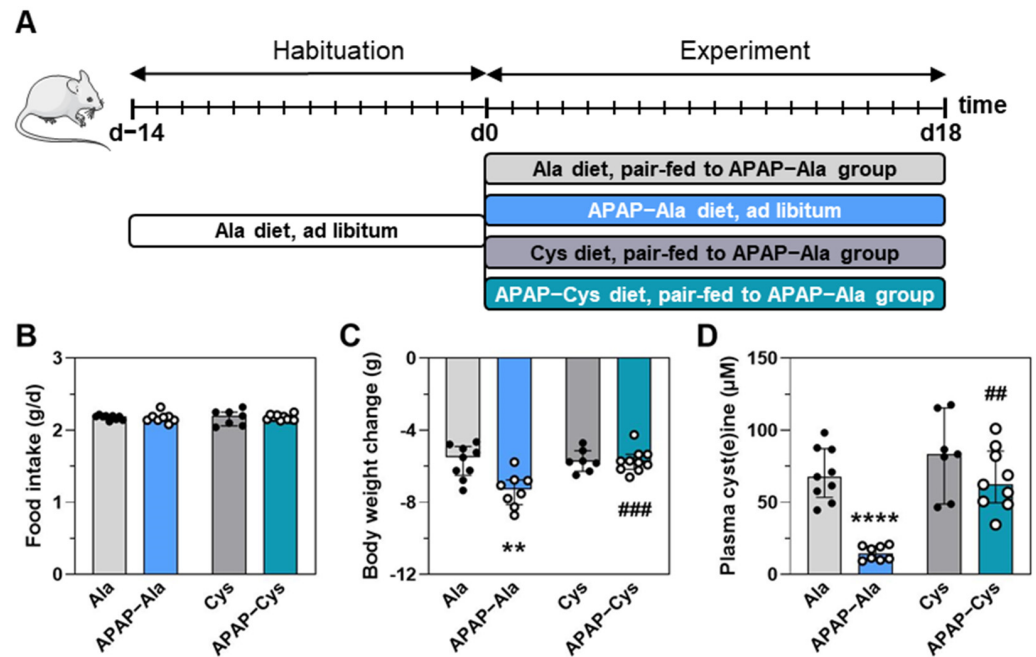 A
Habituation Experiment
time
d−14 d0 d18
Ala diet, pair-fed to APAP−Ala group
APAP−Ala diet, ad libitum
Ala diet, ad libitum
Cys diet, pair-fed to APAP−Ala group
APAP−Cys diet, pair-fed to APAP−Ala group
B
Food intake (g/d)
3
2
1
0
Ala
APAP−Ala
Cys
APAP−Cys
C
Body weight change (g)
0
-4
-8
-12
**
###
Ala
APAP−Ala
Cys
APAP−Cys
D
Plasma cyst(e)ine (µM)
150
100
50
0
****
##
Ala
APAP−Ala
Cys
APAP−Cys